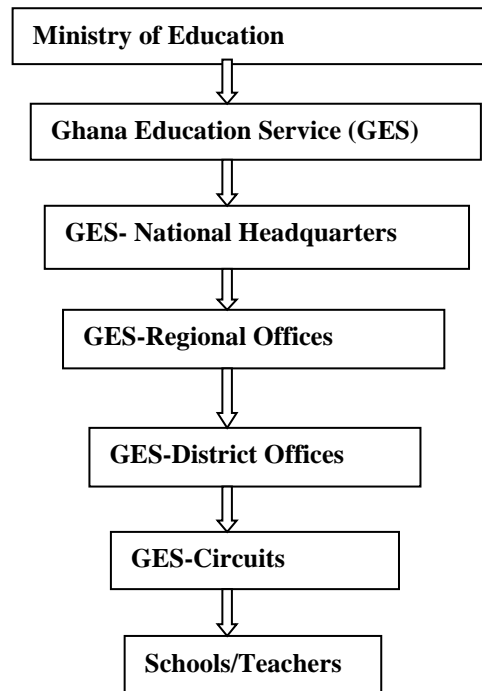 Ministry of Education
Ghana Education Service (GES)
GES- National Headquarters
GES-Regional Offices
GES-District Offices
GES-Circuits
Schools/Teachers